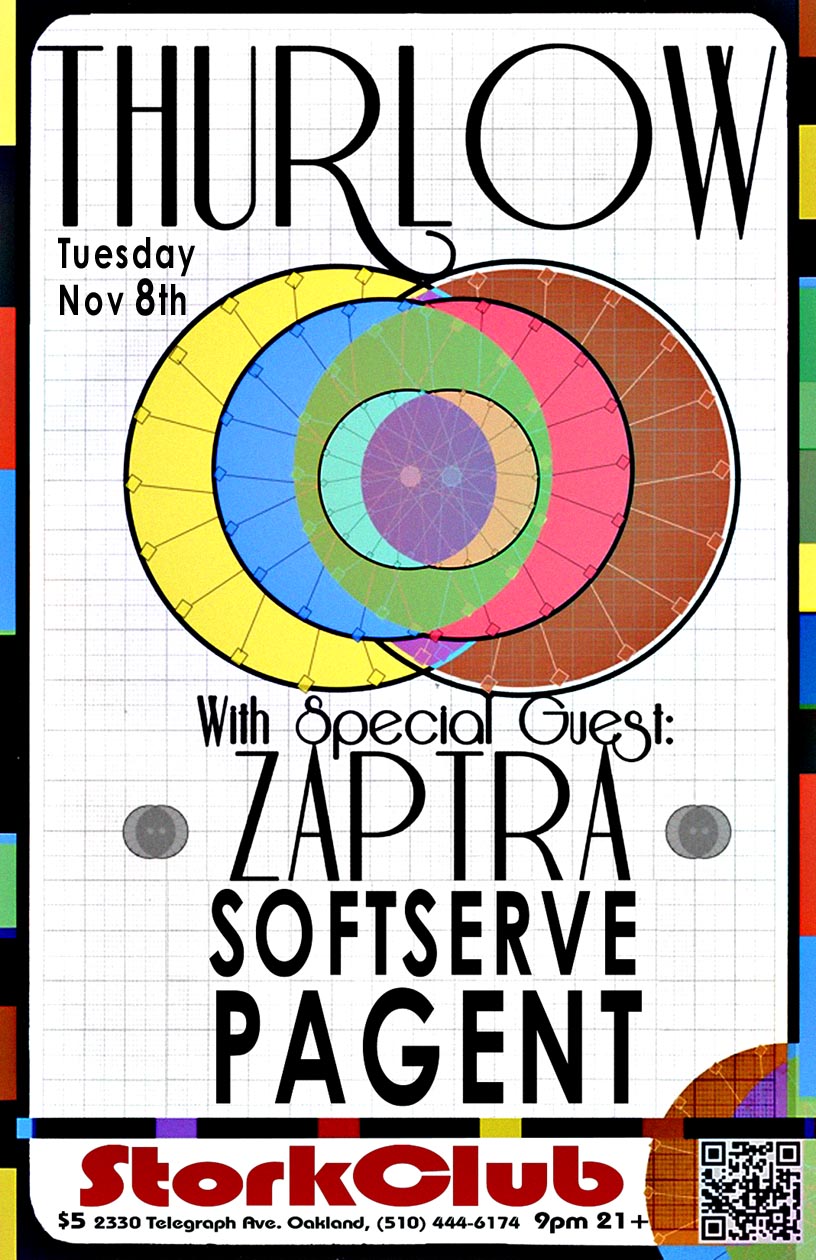 THURLOW
Tuesday
Nov 8th
With Special Guest:
ZAPTRA
SOFTSERVE
PAGENT
StorkClub
$5 2330 Telegraph Ave. Oakland, (510) 444-6174 9pm 21+